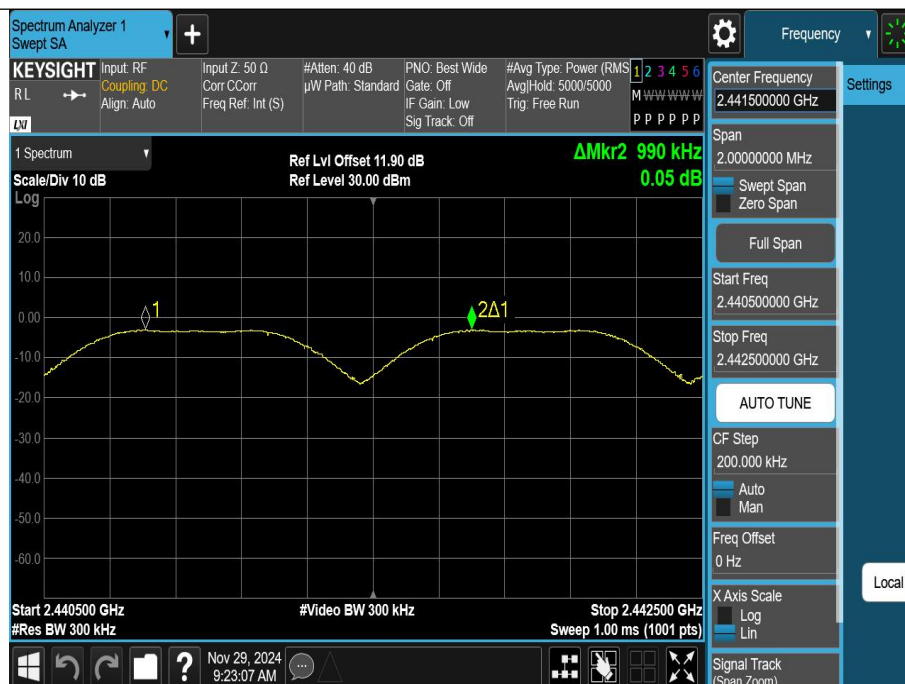 Spectrum Analyzer 1
Swept SA
Frequency
KEYSIGHT
RL
LXI
Input: RF
Coupling: DC
Align: Auto
Input Z: 50 Ω
Corr CCorr
Freq Ref: Int (S)
#Atten: 40 dB
µW Path: Standard
PNO: Best Wide
Gate: Off
IF Gain: Low
Sig Track: Off
#Avg Type: Power (RMS
Avg|Hold: 5000/5000
Trig: Free Run
1 2 3 4 5 6
M W W W W W
P P P P P P
1 Spectrum
Scale/Div 10 dB
Log
Ref Lvl Offset 11.90 dB
Ref Level 30.00 dBm
ΔMkr2 990 kHz
0.05 dB
20.0
10.0
0.00
-10.0
-20.0
-30.0
-40.0
-50.0
-60.0
1
2Δ1
Start 2.440500 GHz
#Res BW 300 kHz
#Video BW 300 kHz
Stop 2.442500 GHz
Sweep 1.00 ms (1001 pts)
Center Frequency
2.441500000 GHz
Settings
Span
2.00000000 MHz
Swept Span
Zero Span
Full Span
Start Freq
2.440500000 GHz
Stop Freq
2.442500000 GHz
AUTO TUNE
CF Step
200.000 kHz
Auto
Man
Freq Offset
0 Hz
Local
X Axis Scale
Log
Lin
Signal Track
(Span Zoom)
?
Nov 29, 2024
9:23:07 AM